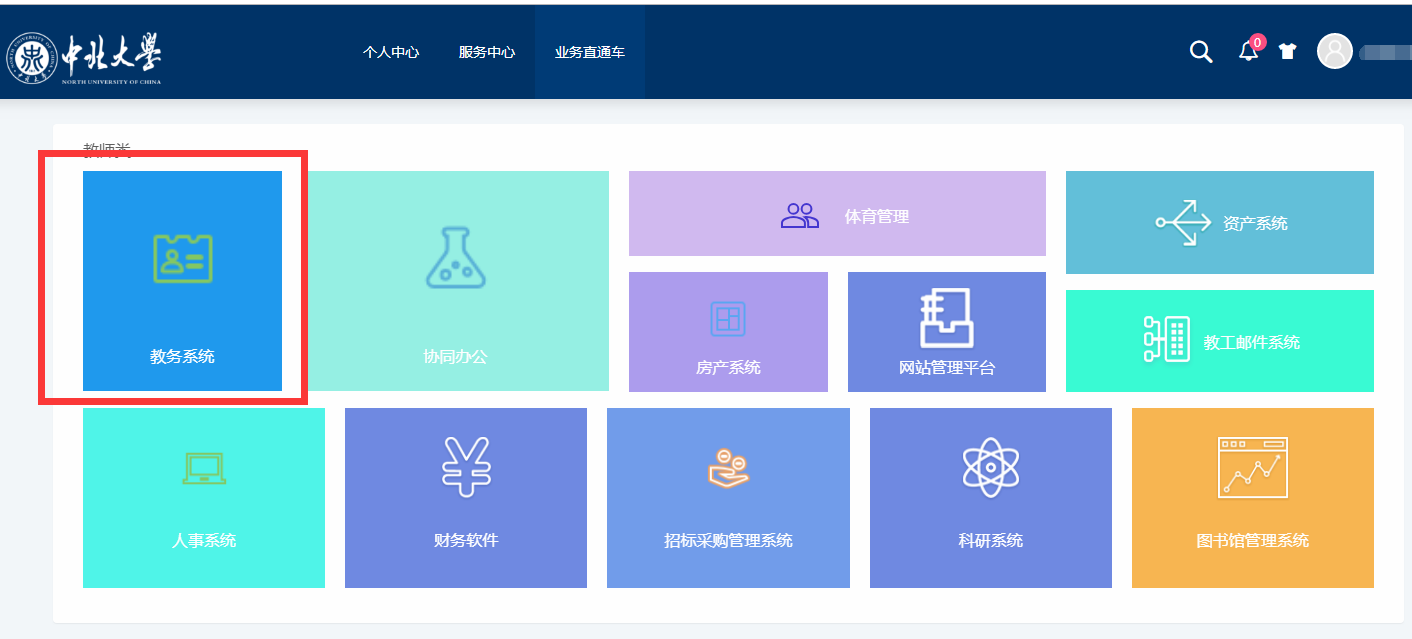 中北大學
NORTH UNIVERSITY OF CHINA
个人中心
服务中心
业务直通车
0
教师类
教务系统
协同办公
体育管理
资产系统
房产系统
网站管理平台
教工邮件系统
人事系统
财务软件
招标采购管理系统
科研系统
图书馆管理系统